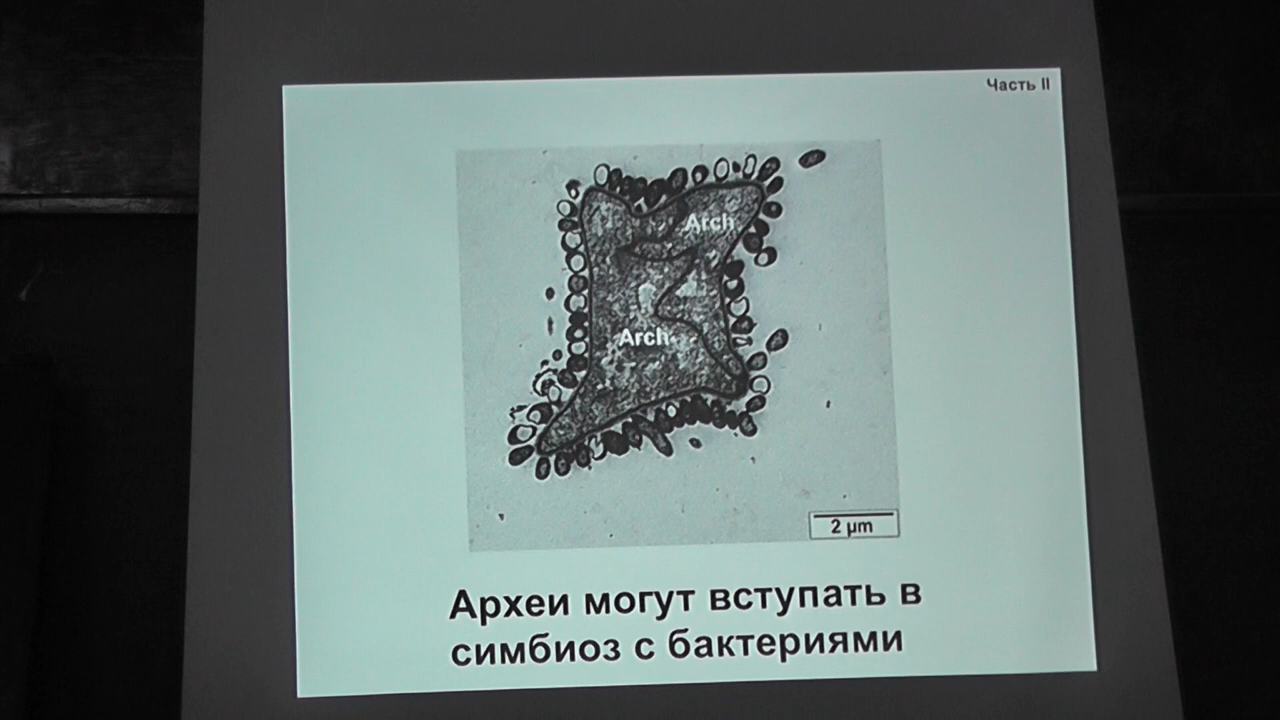 Часть II
Arch
Arch
2 µm
Археи могут вступать в
симбиоз с бактериями